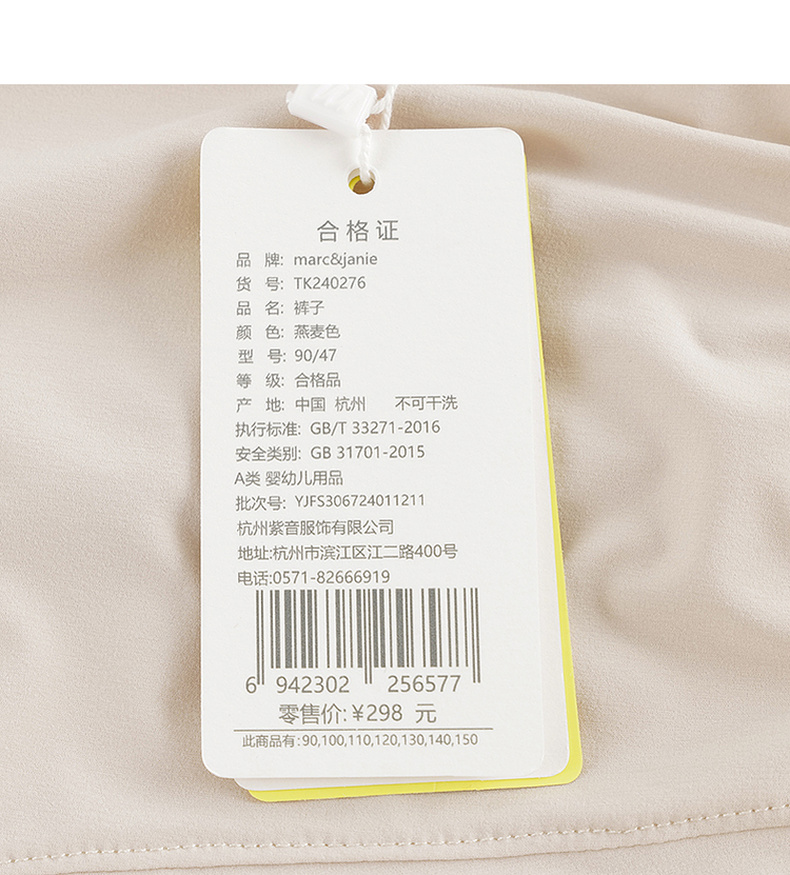 合格证
品 牌: marc&janie
货 号: TK240276
品 名: 裤子
颜 色: 燕麦色
型 号: 90/47
等 级: 合格品
产 地: 中国 杭州 不可干洗
执行标准: GB/T 33271-2016
安全类别: GB 31701-2015
A类 婴幼儿用品
批次号: YJFS306724011211
杭州紫音服饰有限公司
地址:杭州市滨江区江二路400号
电话:0571-82666919
6 942302 256577
零售价:¥298 元
此商品有:90,100,110,120,130,140,150